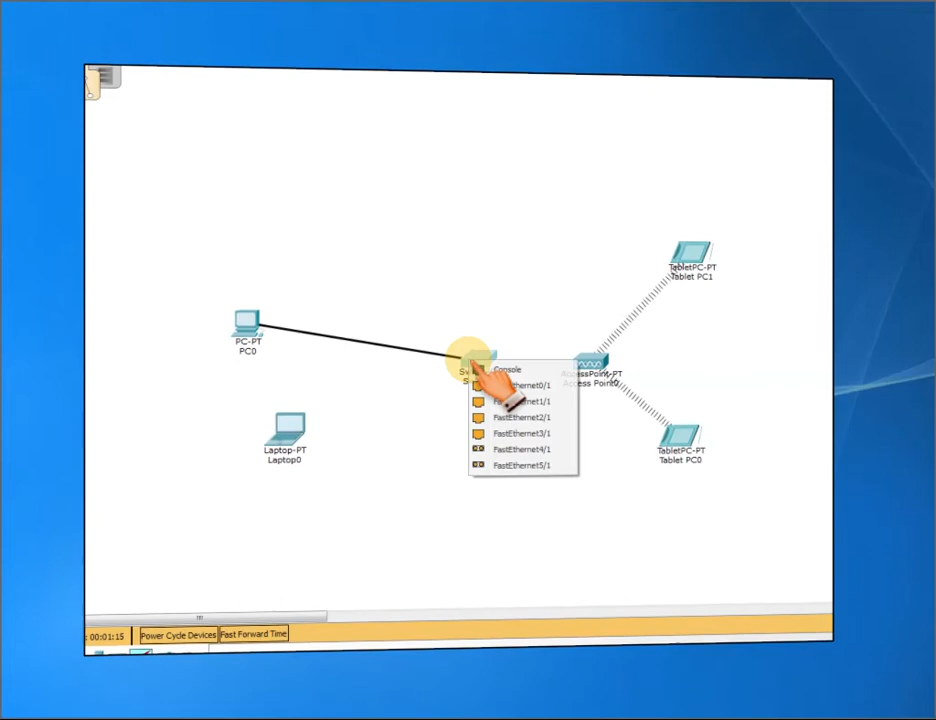 TabletPC-PT
Tablet PC1
PC-PT
PC0
Console
FastEthernet1/1
FastEthernet2/1
FastEthernet3/1
FastEthernet4/1
FastEthernet5/1
AccessPoint-PT
Access Point0
Laptop-PT
Laptop0
TabletPC-PT
Tablet PC0
: 00:01:15
Power Cycle Devices
Fast Forward Time